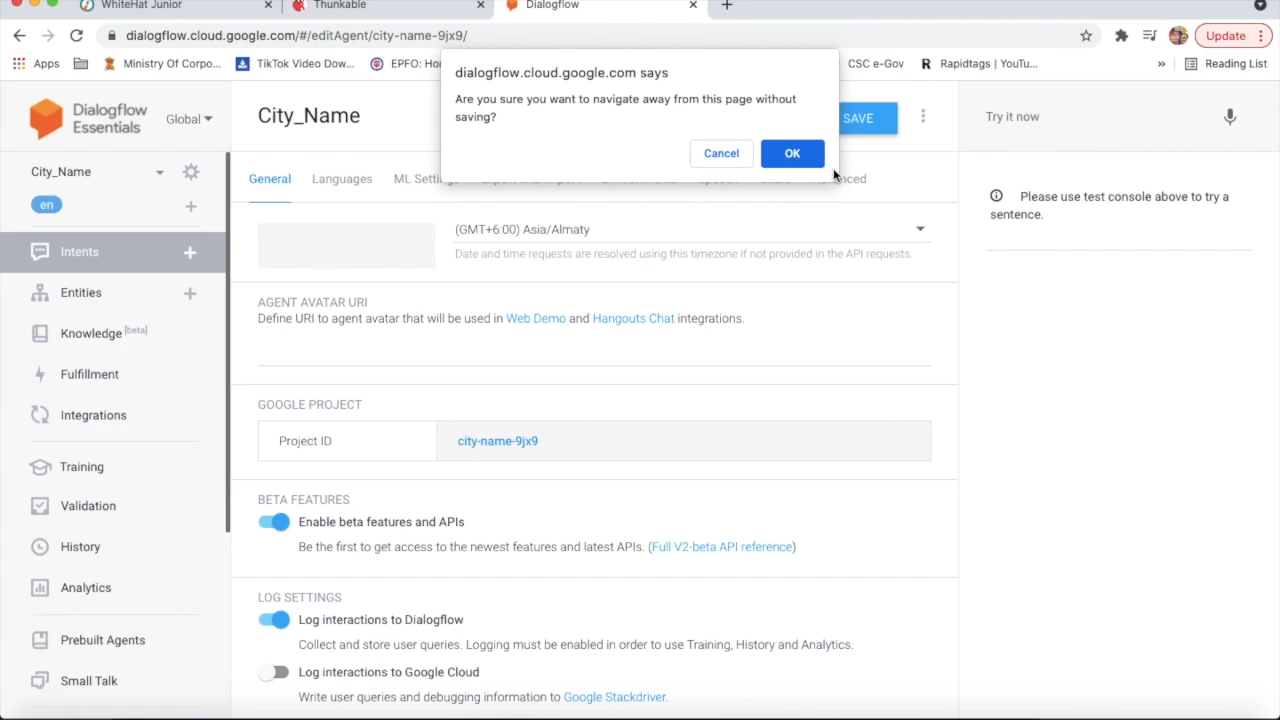 WhiteHat Junior
Thunkable
Dialogflow
dialogflow.cloud.google.com/#/editAgent/city-name-9jx9/
Update
Apps
Ministry Of Corpo...
TikTok Video Dow...
EPFO: Ho
CSC e-Gov
Rapidtags | YouTu...
»
Reading List
dialogflow.cloud.google.com says
Are you sure you want to navigate away from this page without
saving?
Cancel
OK
Dialogflow
Essentials
Global
City_Name
SAVE
Try it now
City_Name
en
General
Languages
ML Settings
Export and Import
Environments
Speech
Share
Advanced
Please use test console above to try a
sentence.
Intents
Entities
Knowledge [beta]
Fulfillment
Integrations
Training
Validation
History
Analytics
Prebuilt Agents
Small Talk
(GMT+6:00) Asia/Almaty
Date and time requests are resolved using this timezone if not provided in the API requests.
AGENT AVATAR URI
Define URI to agent avatar that will be used in Web Demo and Hangouts Chat integrations.
GOOGLE PROJECT
Project ID
city-name-9jx9
BETA FEATURES
Enable beta features and APIs
Be the first to get access to the newest features and latest APIs. (Full V2-beta API reference)
LOG SETTINGS
Log interactions to Dialogflow
Collect and store user queries. Logging must be enabled in order to use Training, History and Analytics.
Log interactions to Google Cloud
Write user queries and debugging information to Google Stackdriver.